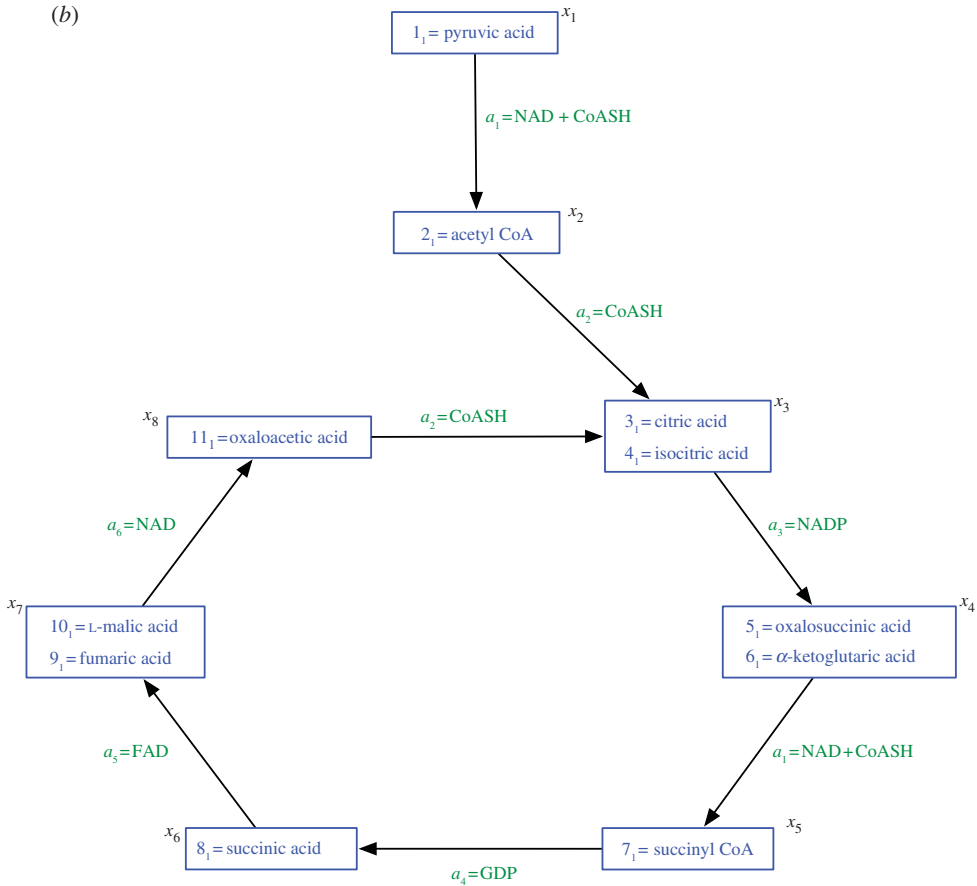 (b)
x₁
1₁ = pyruvic acid
a₁ = NAD + CoASH
x₂
2₁ = acetyl CoA
a₂ = CoASH
x₃
3₁ = citric acid
4₁ = isocitric acid
x₈
11₁ = oxaloacetic acid
a₂ = CoASH
a₃ = NADP
a₆ = NAD
x₄
5₁ = oxalosuccinic acid
6₁ = α-ketoglutaric acid
x₇
10₁ = L-malic acid
9₁ = fumaric acid
a₁ = NAD + CoASH
a₅ = FAD
x₅
7₁ = succinyl CoA
x₆
8₁ = succinic acid
a₄ = GDP